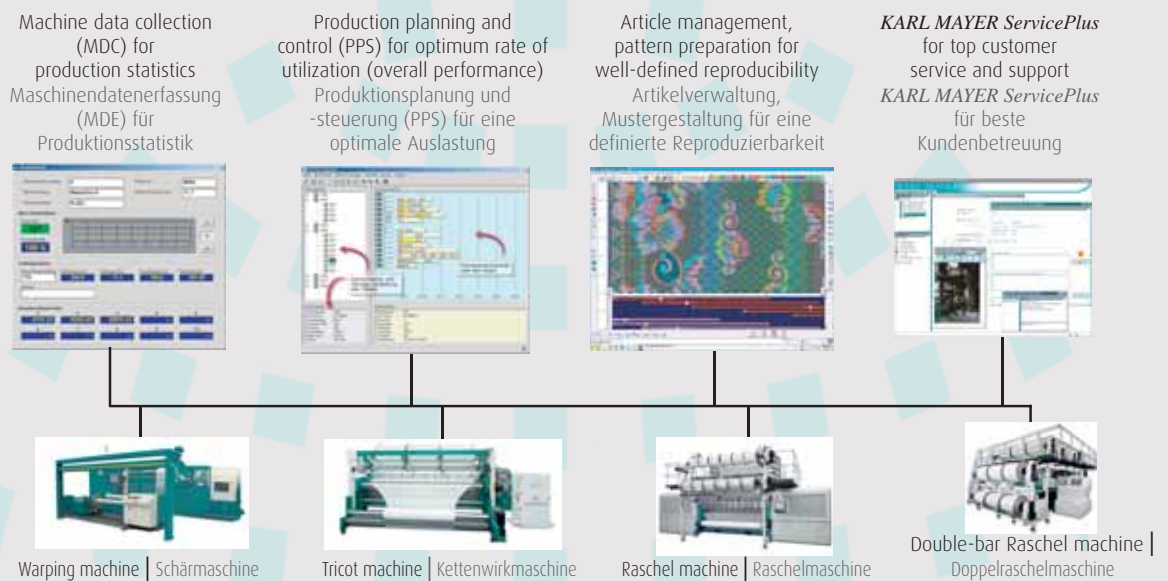 Machine data collection
(MDC) for
production statistics
Maschinendatenerfassung
(MDE) für
Produktionsstatistik
Production planning and
control (PPS) for optimum rate of
utilization (overall performance)
Produktionsplanung und
-steuerung (PPS) für eine
optimale Auslastung
Article management,
pattern preparation for
well-defined reproducibility
Artikelverwaltung,
Mustergestaltung für eine
definierte Reproduzierbarkeit
KARL MAYER ServicePlus
for top customer
service and support
KARL MAYER ServicePlus
für beste
Kundenbetreuung
Warping machine | Schärmaschine
Tricot machine | Kettenwirkmaschine
Raschel machine | Raschelmaschine
Double-bar Raschel machine |
Doppelraschelmaschine